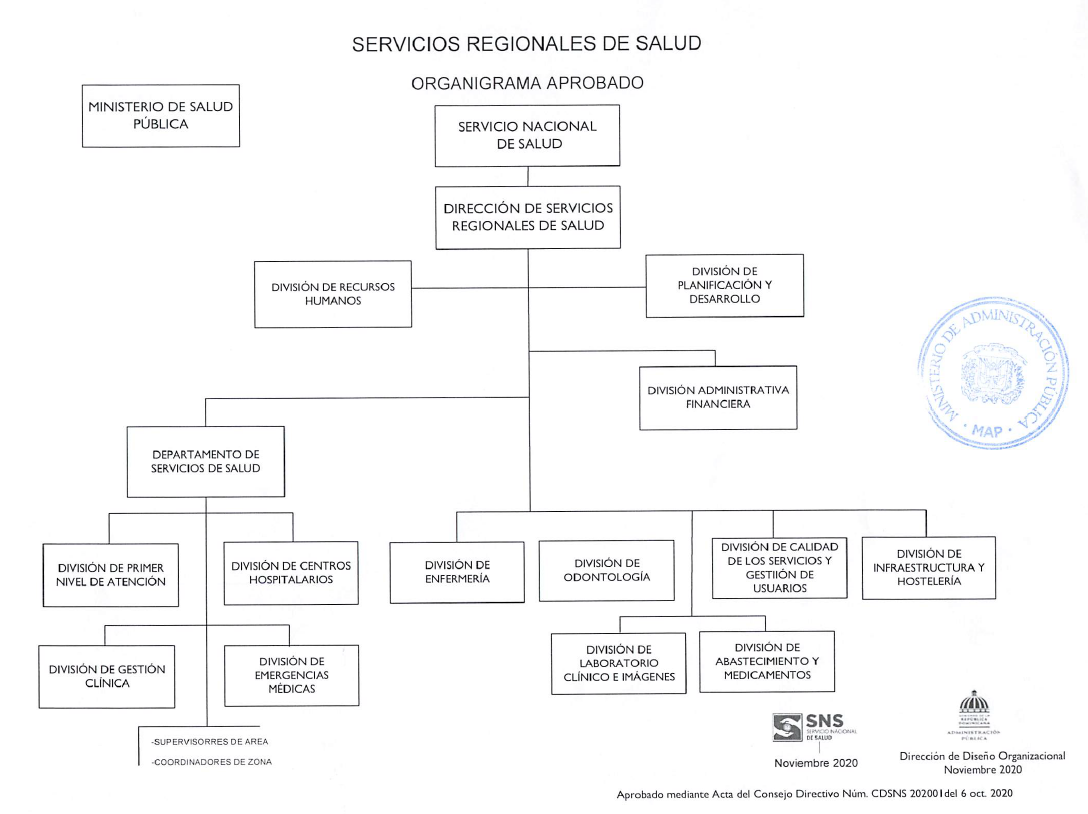 SERVICIOS REGIONALES DE SALUD
ORGANIGRAMA APROBADO
MINISTERIO DE SALUD
PÚBLICA
SERVICIO NACIONAL
DE SALUD
DIRECCIÓN DE SERVICIOS
REGIONALES DE SALUD
DIVISIÓN DE RECURSOS
HUMANOS
DIVISIÓN DE
PLANIFICACIÓN Y
DESARROLLO
DIVISIÓN ADMINISTRATIVA
FINANCIERA
MINISTERIO DE ADMINISTRACIÓN PÚBLICA
· MAP ·
DEPARTAMENTO DE
SERVICIOS DE SALUD
DIVISIÓN DE PRIMER
NIVEL DE ATENCIÓN
DIVISIÓN DE CENTROS
HOSPITALARIOS
DIVISIÓN DE
ENFERMERÍA
DIVISIÓN DE
ODONTOLOGÍA
DIVISIÓN DE CALIDAD
DE LOS SERVICIOS Y
GESTIÓN DE
USUARIOS
DIVISIÓN DE
INFRAESTRUCTURA Y
HOSTELERÍA
DIVISIÓN DE GESTIÓN
CLÍNICA
DIVISIÓN DE
EMERGENCIAS
MÉDICAS
DIVISIÓN DE
LABORATORIO
CLÍNICO E IMÁGENES
DIVISIÓN DE
ABASTECIMIENTO Y
MEDICAMENTOS
-SUPERVISORRES DE AREA
-COORDINADORES DE ZONA
SNS
SERVICIO NACIONAL
DE SALUD
Noviembre 2020
REPÚBLICA
DOMINICANA
ADMINISTRACIÓN
PÚBLICA
Dirección de Diseño Organizacional
Noviembre 2020
Aprobado mediante Acta del Consejo Directivo Núm. CDSNS 202001del 6 oct. 2020